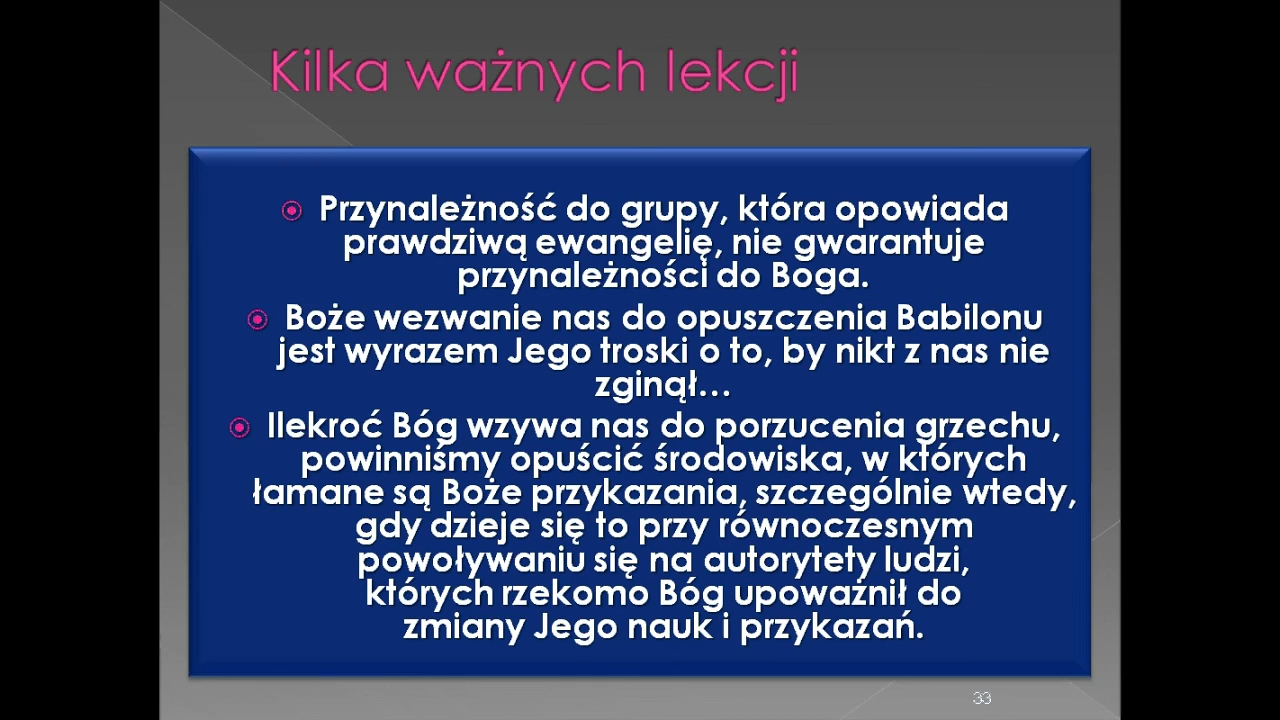 Kilka ważnych lekcji
Przynależność do grupy, która opowiada
prawdziwą ewangelię, nie gwarantuje
przynależności do Boga.
Boże wezwanie nas do opuszczenia Babilonu
jest wyrazem Jego troski o to, by nikt z nas nie
zginął...
Ilekroć Bóg wzywa nas do porzucenia grzechu,
powinniśmy opuścić środowiska, w których
łamane są Boże przykazania, szczególnie wtedy,
gdy dzieje się to przy równoczesnym
powoływaniu się na autorytety ludzi,
których rzekomo Bóg upoważnił do
zmiany Jego nauk i przykazań.
33